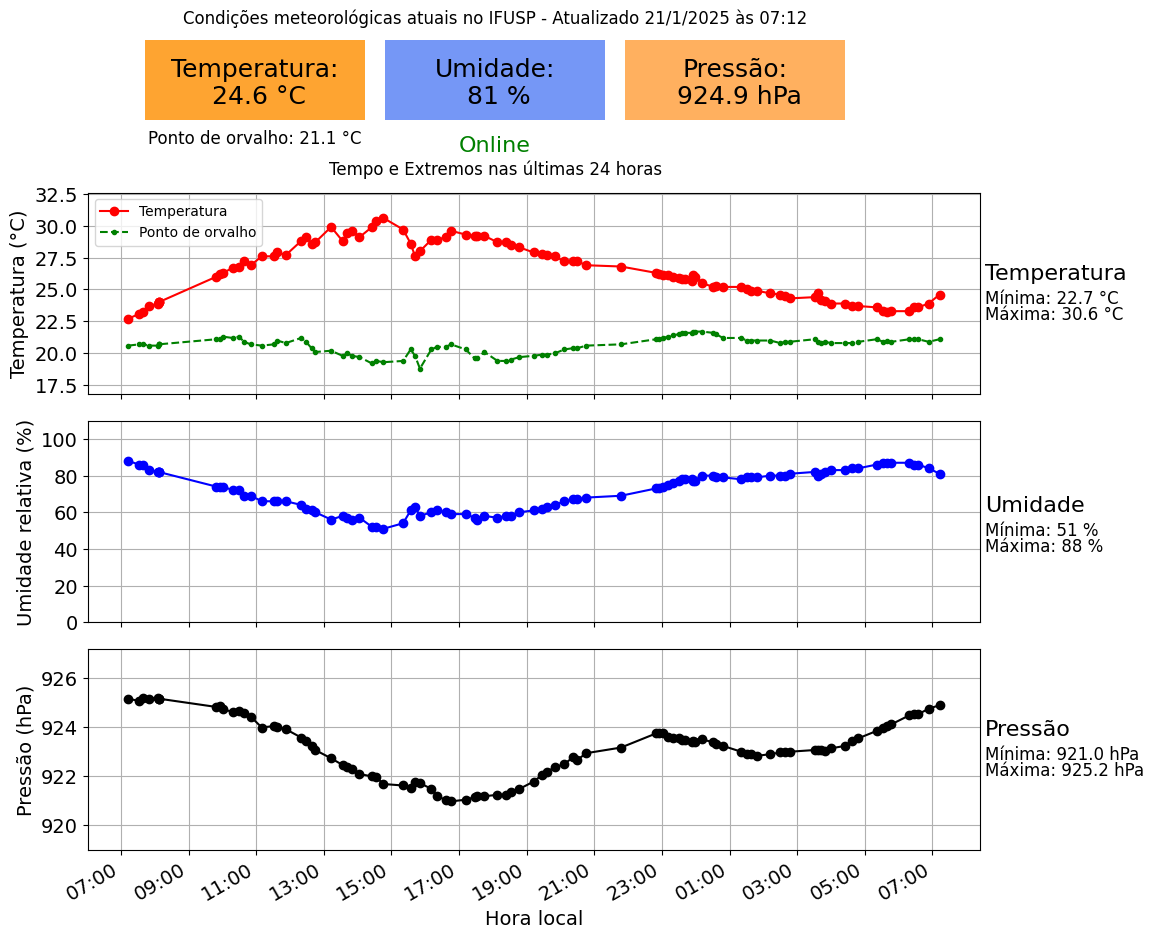 Condições meteorológicas atuais no IFUSP - Atualizado 21/1/2025 às 07:12
Temperatura:
24.6 °C
Umidade:
81 %
Pressão:
924.9 hPa
Ponto de orvalho: 21.1 °C
Online
Tempo e Extremos nas últimas 24 horas
Temperatura (°C)
32.5
30.0
27.5
25.0
22.5
20.0
17.5
Temperatura
Ponto de orvalho
Temperatura
Mínima: 22.7 °C
Máxima: 30.6 °C
Umidade relativa (%)
100
80
60
40
20
0
Umidade
Mínima: 51 %
Máxima: 88 %
Pressão (hPa)
926
924
922
920
Pressão
Mínima: 921.0 hPa
Máxima: 925.2 hPa
07:00
09:00
11:00
13:00
15:00
17:00
19:00
21:00
23:00
01:00
03:00
05:00
07:00
Hora local